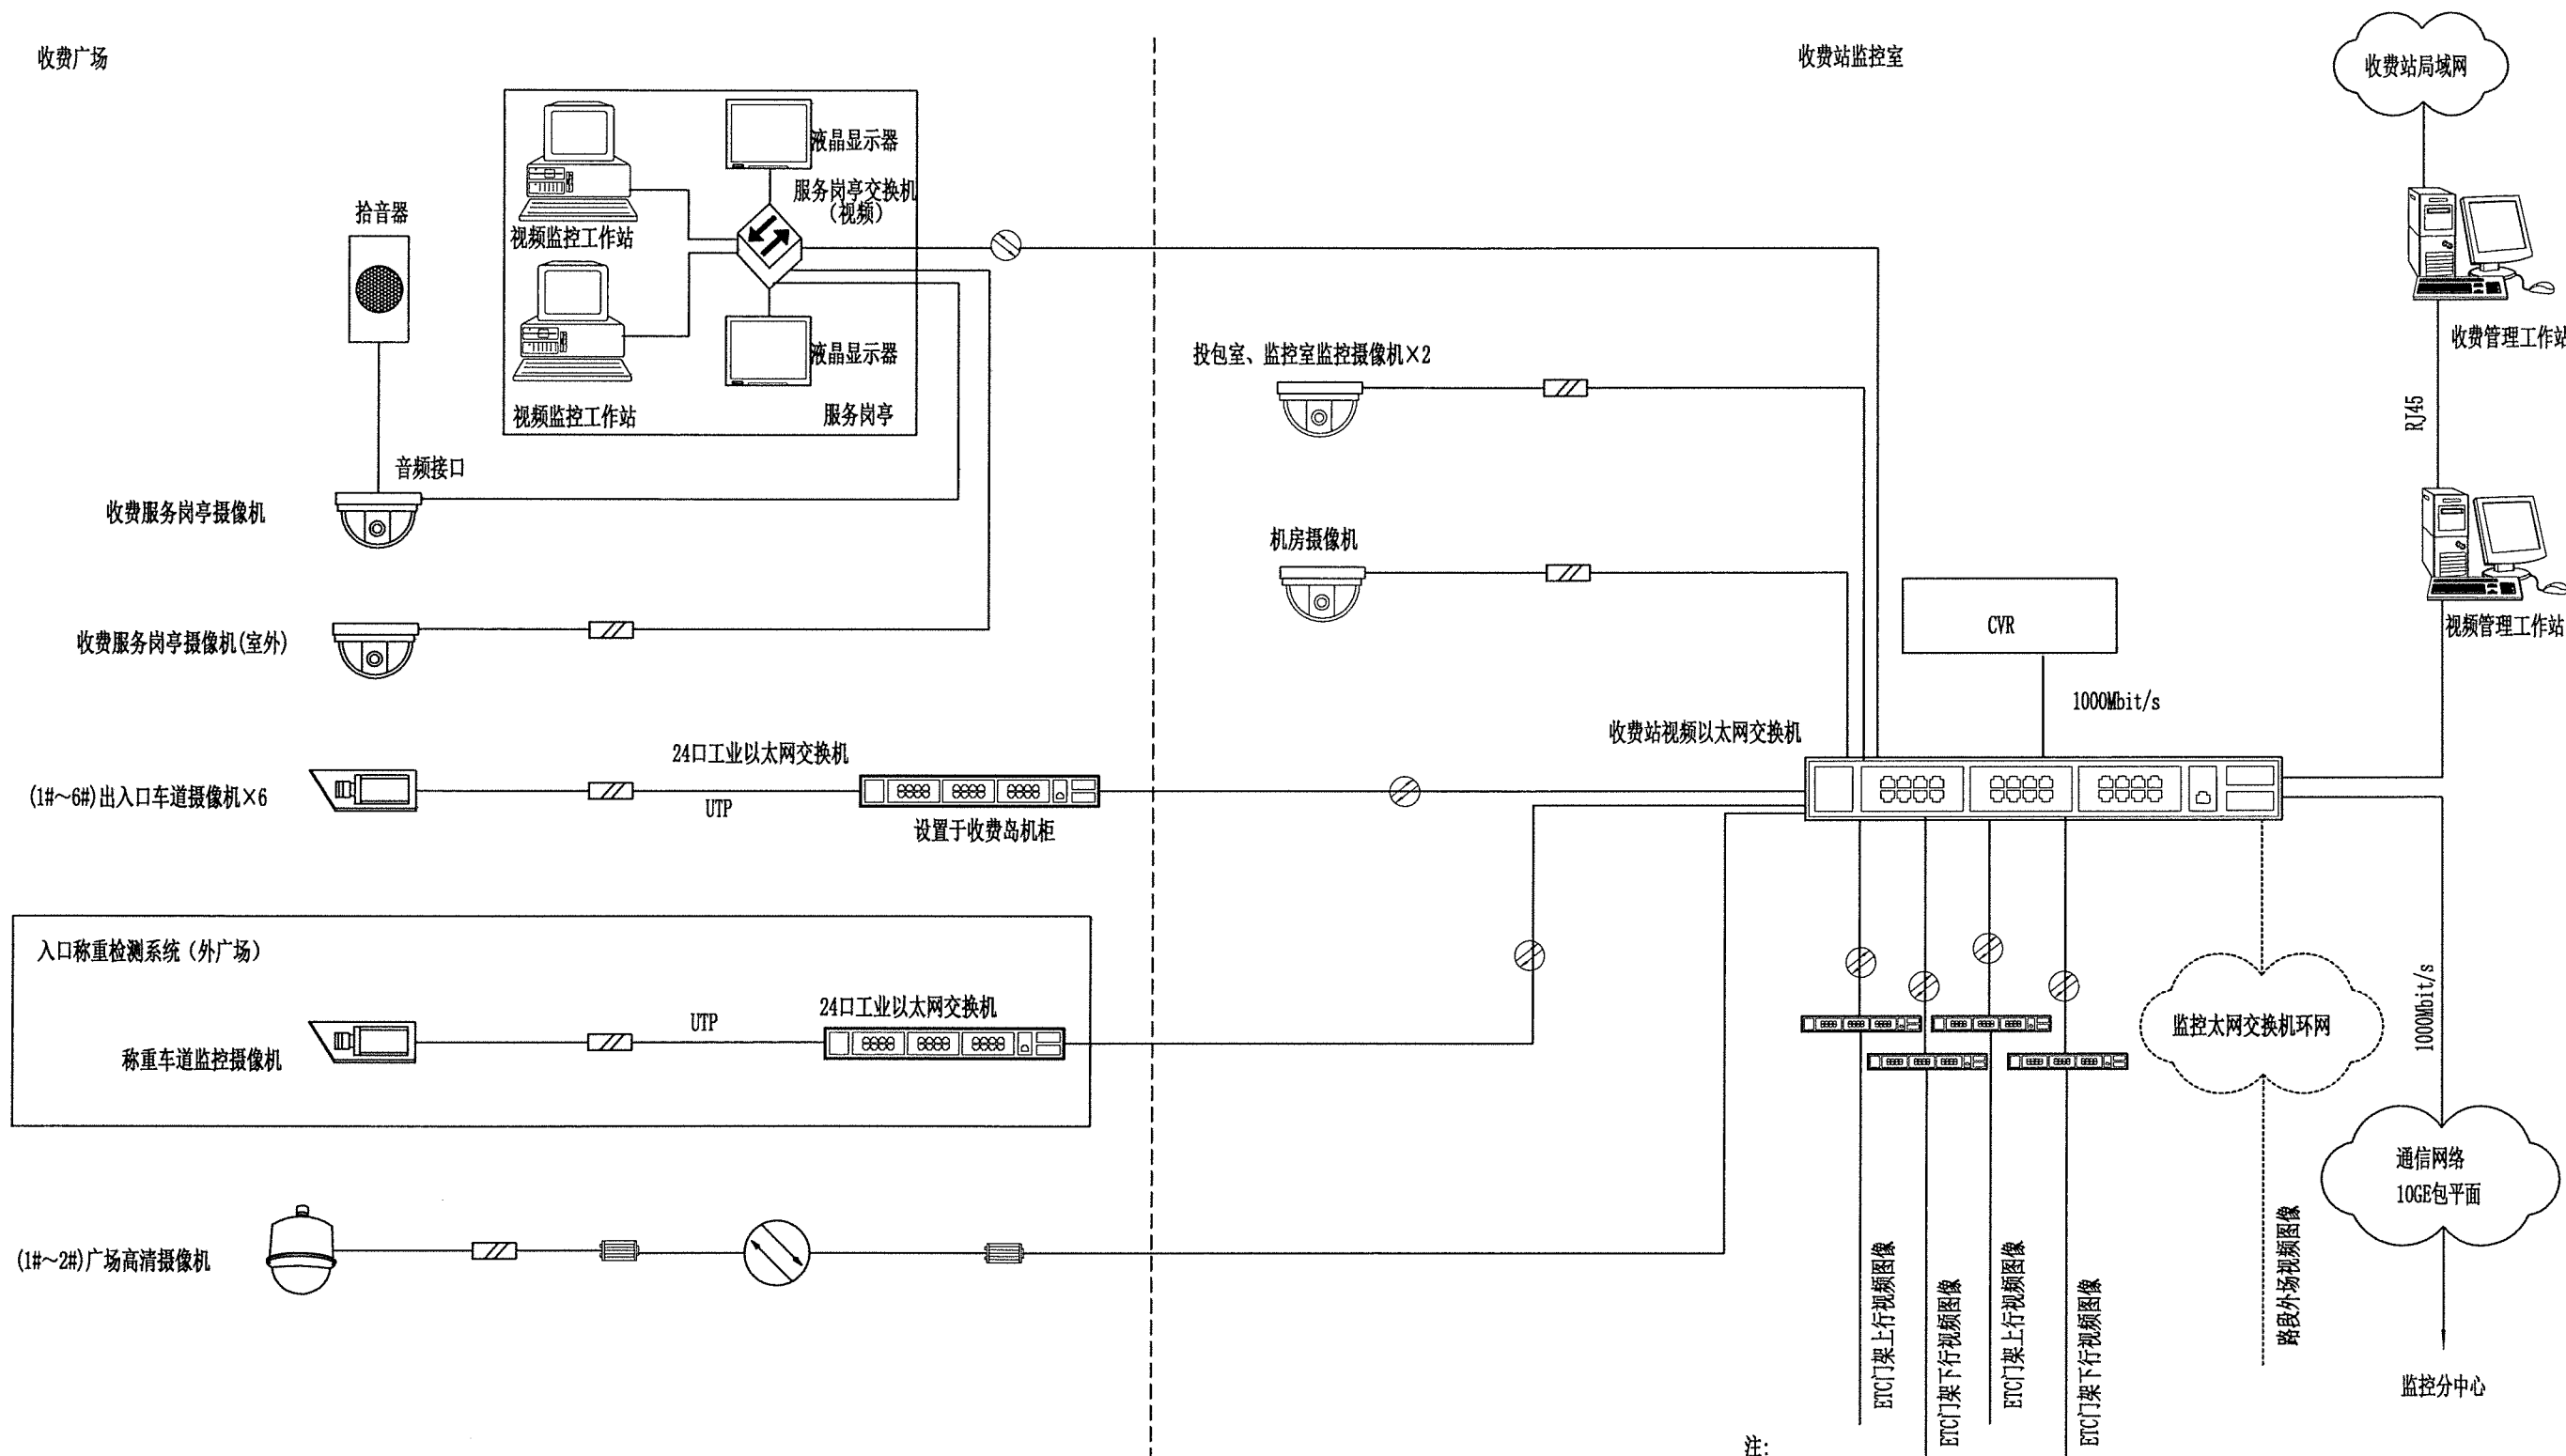 收费广场
收费站监控室
收费站局域网
液晶显示器
服务岗亭交换机
(视频)
拾音器
视频监控工作站
液晶显示器
视频监控工作站
服务岗亭
收费管理工作站
投包室、监控室监控摄像机×2
RJ45
音频接口
收费服务岗亭摄像机
机房摄像机
CVR
视频管理工作站
收费服务岗亭摄像机(室外)
1000Mbit/s
收费站视频以太网交换机
24口工业以太网交换机
(1#～6#)出入口车道摄像机×6
UTP
设置于收费岛机柜
入口称重检测系统（外广场）
24口工业以太网交换机
UTP
称重车道监控摄像机
监控太网交换机环网
1000Mbit/s
通信网络
10GE包平面
(1#～2#)广场高清摄像机
ETC门架上行视频图像
ETC门架下行视频图像
ETC门架上行视频图像
ETC门架下行视频图像
路段外场视频图像
监控分中心
注: